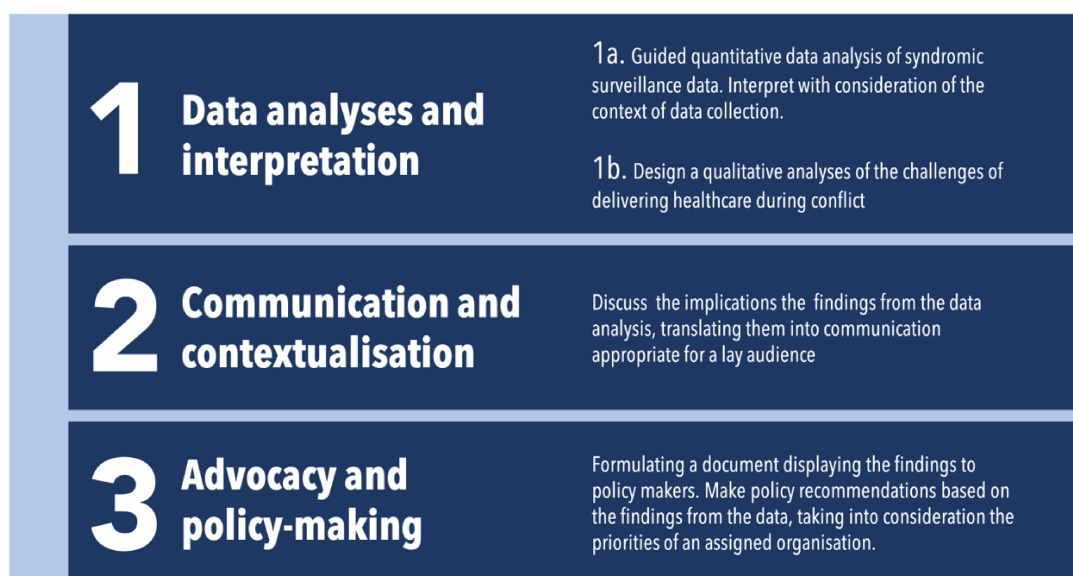 1
Data analyses and
interpretation
1a. Guided quantitative data analysis of syndromic
surveillance data. Interpret with consideration of the
context of data collection.
1b. Design a qualitative analyses of the challenges of
delivering healthcare during conflict
2
Communication and
contextualisation
Discuss the implications the findings from the data
analysis, translating them into communication
appropriate for a lay audience
3
Advocacy and
policy-making
Formulating a document displaying the findings to
policy makers. Make policy recommendations based on
the findings from the data, taking into consideration the
priorities of an assigned organisation.